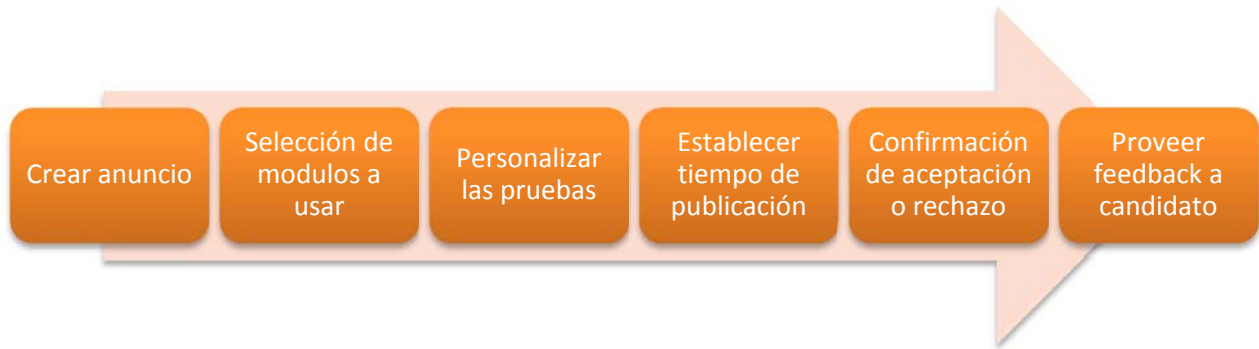 Crear anuncio
Selección de
modulos a
usar
Personalizar
las pruebas
Establecer
tiempo de
publicación
Confirmación
de aceptación
o rechazo
Proveer
feedback a
candidato